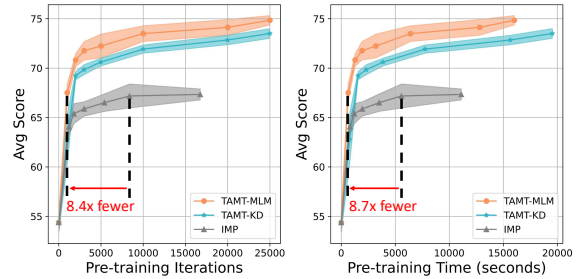 75
70
65
60
55
Avg Score
8.4x fewer
TAMT-MLM
TAMT-KD
IMP
0 5000 10000 15000 20000 25000
Pre-training Iterations
75
70
65
60
55
Avg Score
8.7x fewer
TAMT-MLM
TAMT-KD
IMP
0 5000 10000 15000 20000
Pre-training Time (seconds)